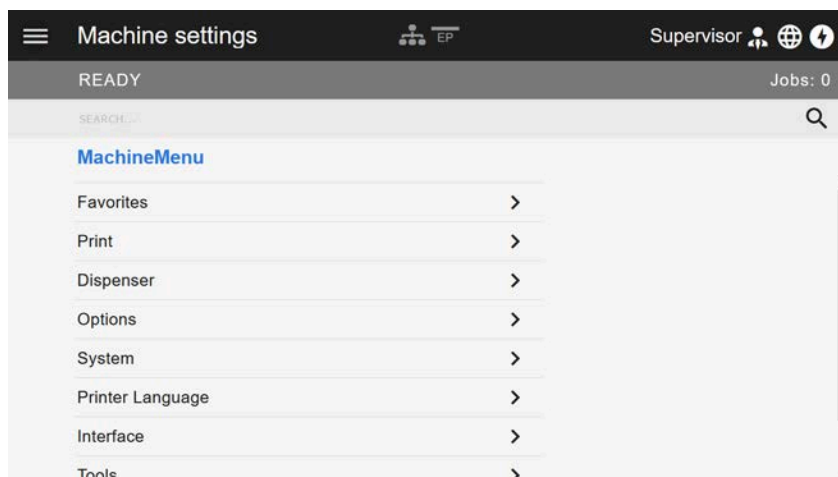 Machine settings EP Supervisor
READY Jobs: 0
SEARCH...
MachineMenu
Favorites
Print
Dispenser
Options
System
Printer Language
Interface
Tools